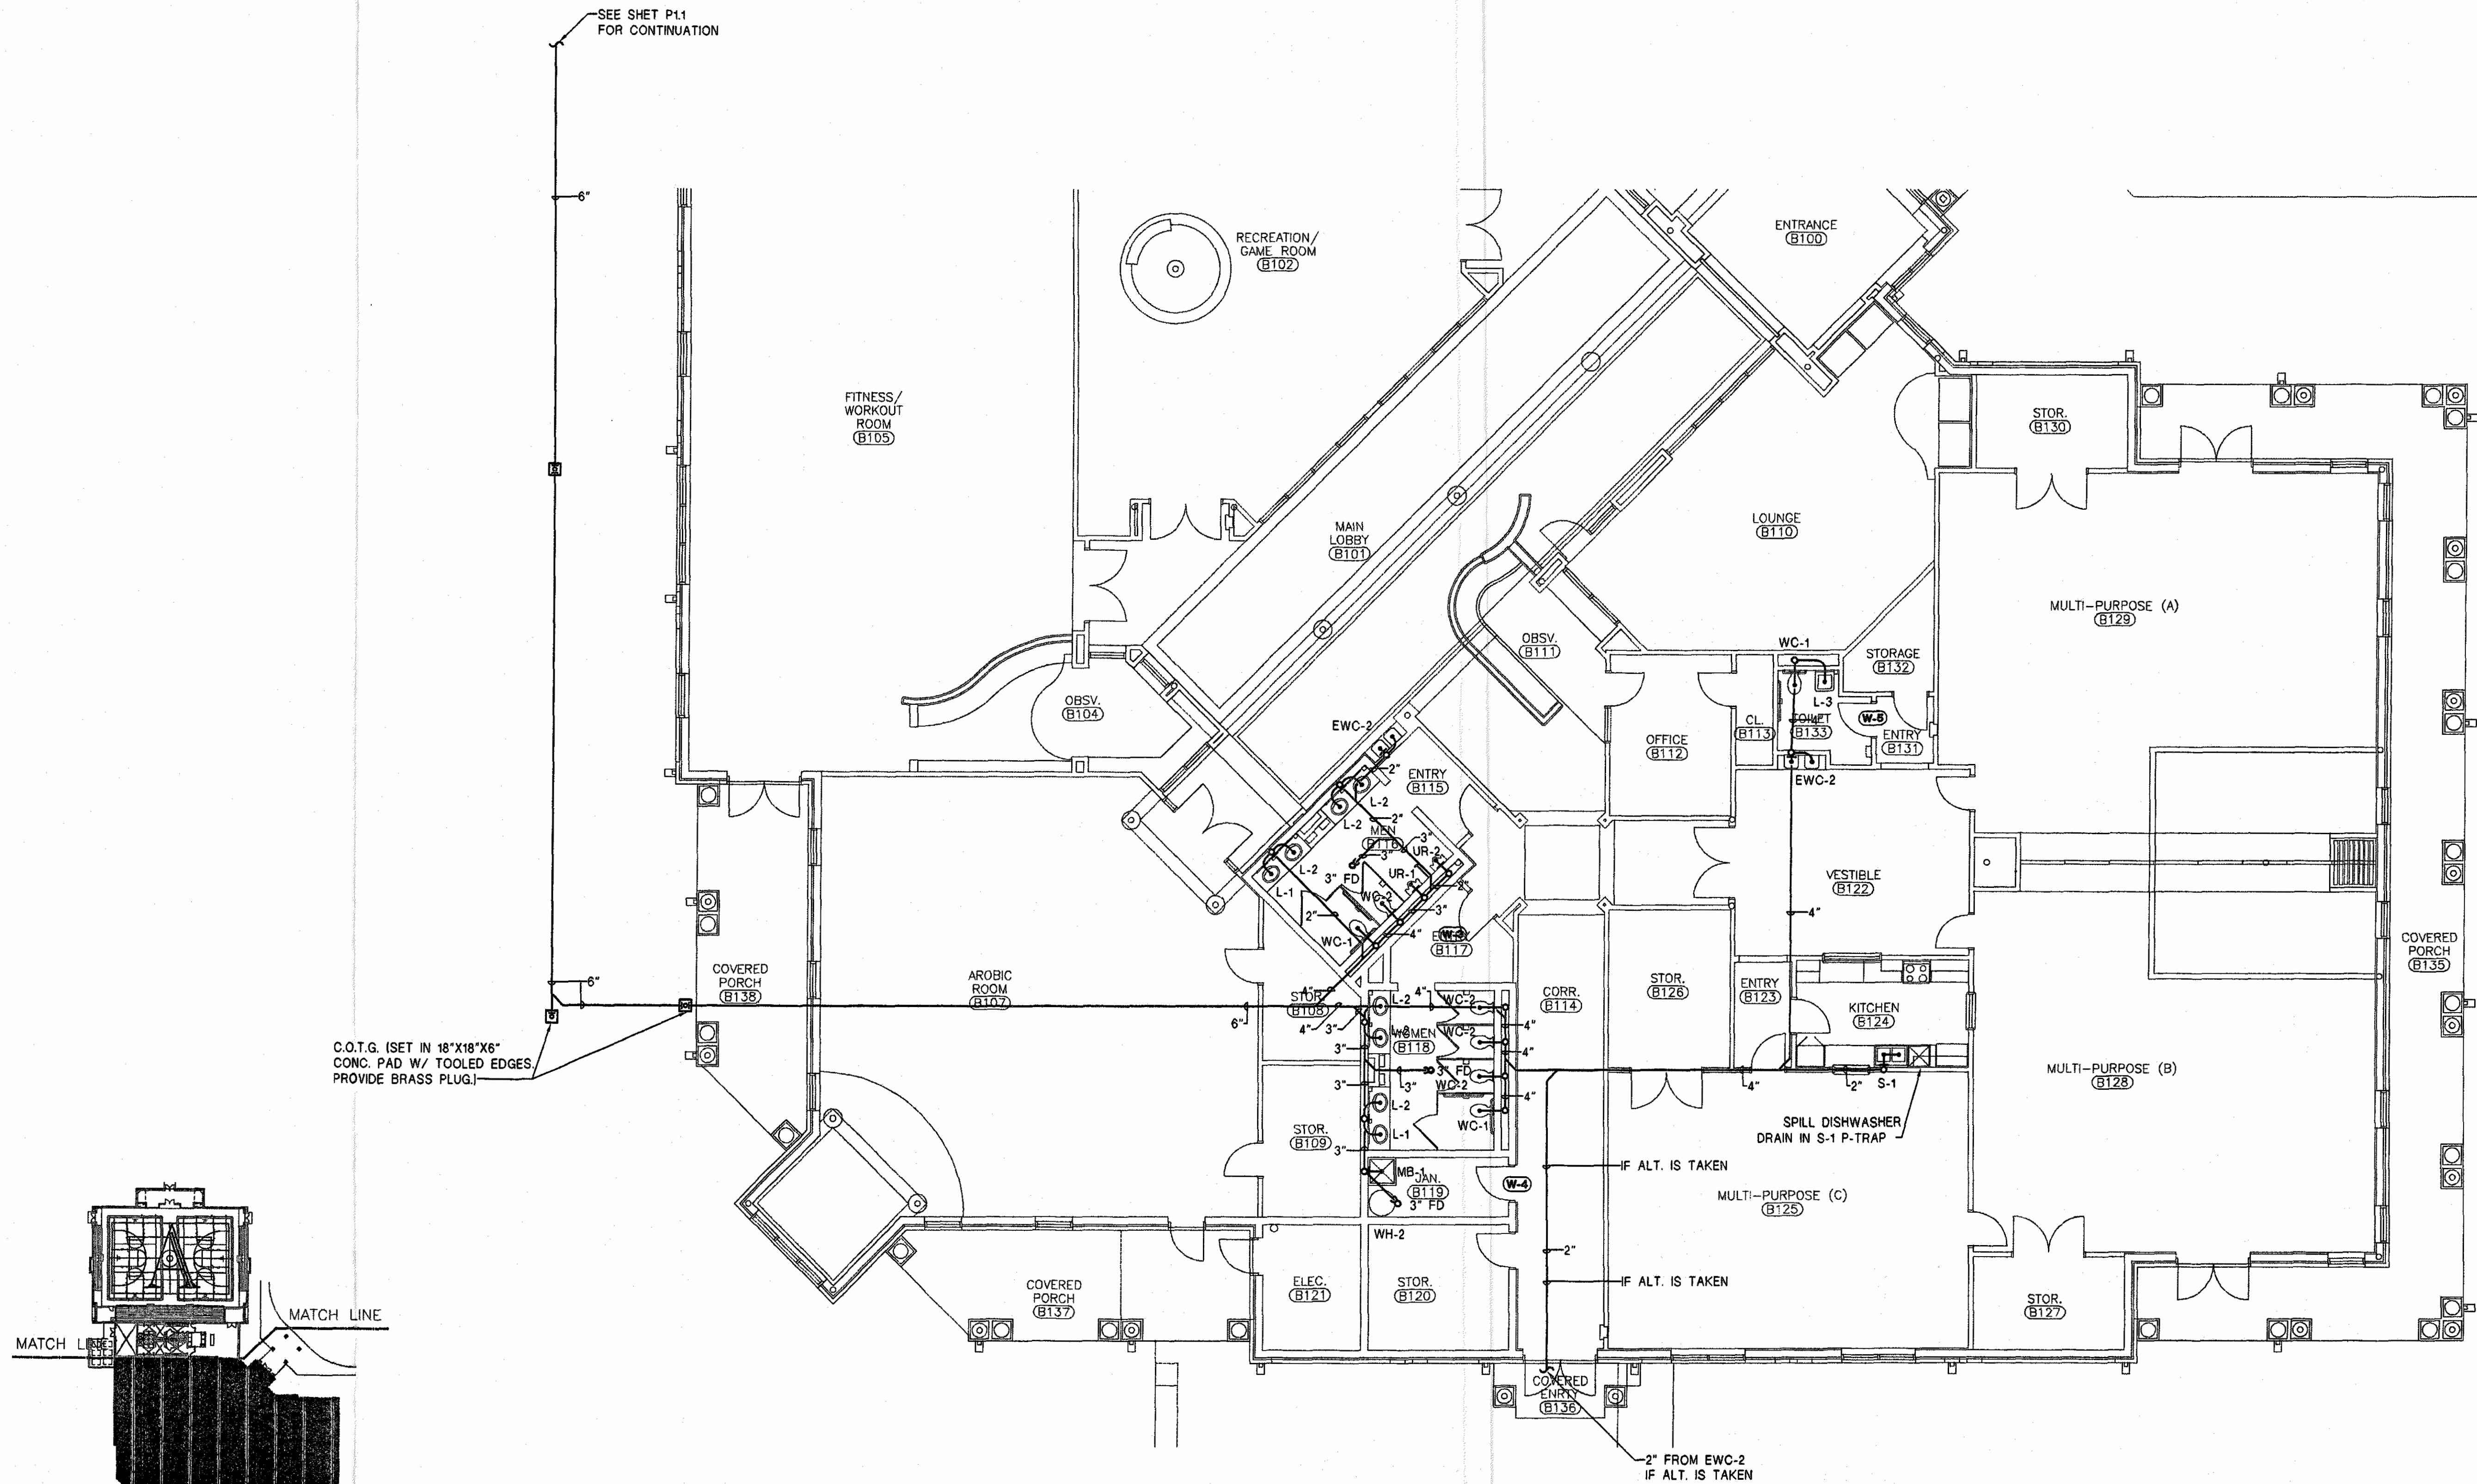 SEE SHET P1.1
FOR CONTINUATION
6"
ENTRANCE
B100
RECREATION/
GAME ROOM
B102
FITNESS/
WORKOUT
ROOM
B105
STOR.
B130
MAIN
LOBBY
B101
LOUNGE
B110
MULTI-PURPOSE (A)
B129
OBSV.
B111
WC-1
STORAGE
B132
L-3
OBSV.
B104
EWC-2
OFFICE
B112
CL.
B113
TOILET
B133
4"
W-5
ENTRY
B131
EWC-2
2"
ENTRY
B115
L-2
L-2
2"
MEN
B116
3"
3"
UR-2
L-2
L-1
3" FD
UR-1
2"
WC-2
2"
3"
WC-1
4"
W-3
B117
VESTIBLE
B122
4"
COVERED
PORCH
B135
6"
COVERED
PORCH
B138
AROBIC
ROOM
B107
4"
STOR.
B108
6"
4"
3"
L-2
4"
WC-2
CORR.
B114
STOR.
B126
ENTRY
B123
KITCHEN
B124
4"
WC-2
WOMEN
B118
3"
4"
C.O.T.G. (SET IN 18"X18"X6"
CONC. PAD W/ TOOLED EDGES.
PROVIDE BRASS PLUG.)
3"
3"
3" FD
WC-2
4"
4"
2"
S-1
MULTI-PURPOSE (B)
B128
L-2
WC-1
L-1
SPILL DISHWASHER
DRAIN IN S-1 P-TRAP
STOR.
B109
3"
IF ALT. IS TAKEN
MB-1
JAN.
B119
3" FD
W-4
MULTI-PURPOSE (C)
B125
WH-2
2"
IF ALT. IS TAKEN
COVERED
PORCH
B137
ELEC.
B121
STOR.
B120
STOR.
B127
MATCH LINE
MATCH LINE
COVERED
ENRTY
B136
2" FROM EWC-2
IF ALT. IS TAKEN